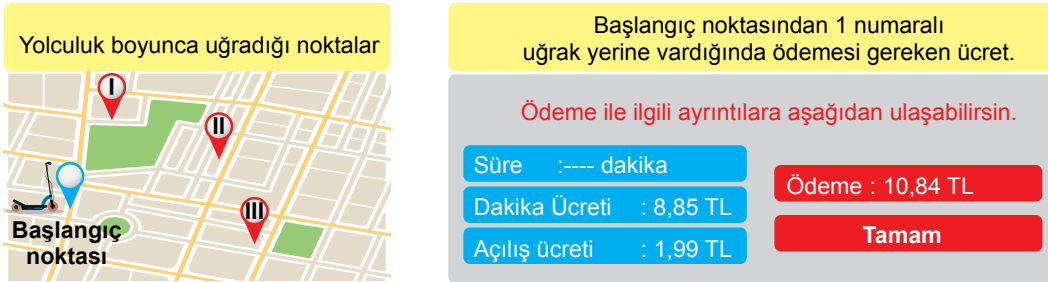 Yolculuk boyunca uğradığı noktalar
I
II
III
Başlangıç
noktası
Başlangıç noktasından 1 numaralı
uğrak yerine vardığında ödemesi gereken ücret.
Ödeme ile ilgili ayrıntılara aşağıdan ulaşabilirsin.
Süre :---- dakika
Dakika Ücreti : 8,85 TL
Açılış ücreti : 1,99 TL
Ödeme : 10,84 TL
Tamam